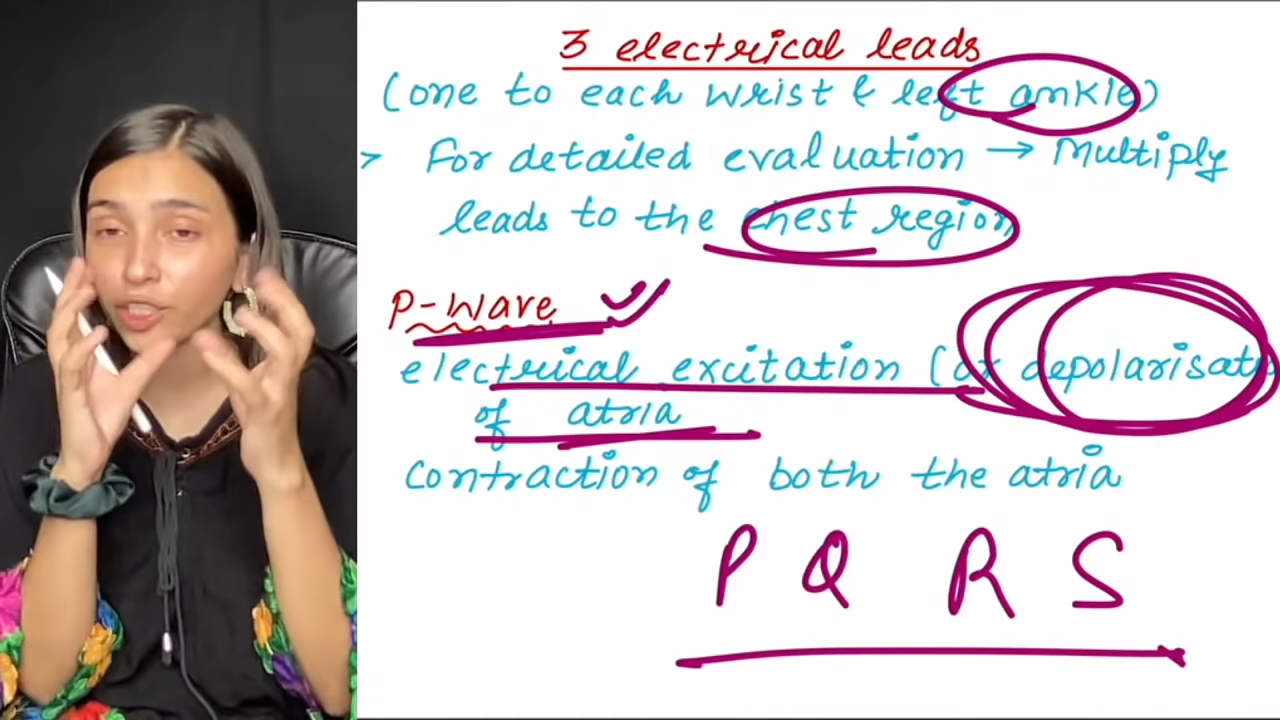 3 electrical leads
(one to each wrist & left ankle)
> For detailed evaluation → Multiply
leads to the chest region
P-wave
electrical excitation (or depolarisati
of atria
contraction of both the atria
P Q R S